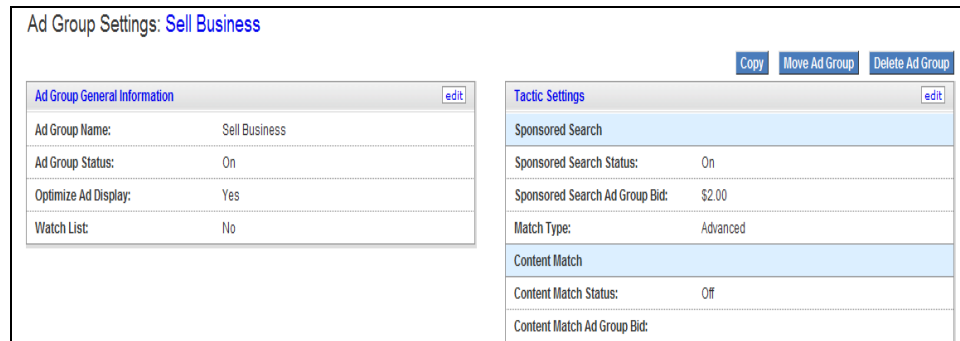 Ad Group Settings: Sell Business
Copy Move Ad Group Delete Ad Group
Ad Group General Information edit
Ad Group Name: Sell Business
Ad Group Status: On
Optimize Ad Display: Yes
Watch List: No
Tactic Settings edit
Sponsored Search
Sponsored Search Status: On
Sponsored Search Ad Group Bid: $2.00
Match Type: Advanced
Content Match
Content Match Status: Off
Content Match Ad Group Bid: